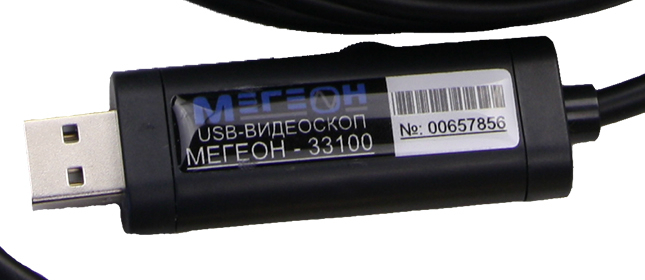 МЕГЕОН
USB-ВИДЕОСКОП
МЕГЕОН - 33100
№: 00657856